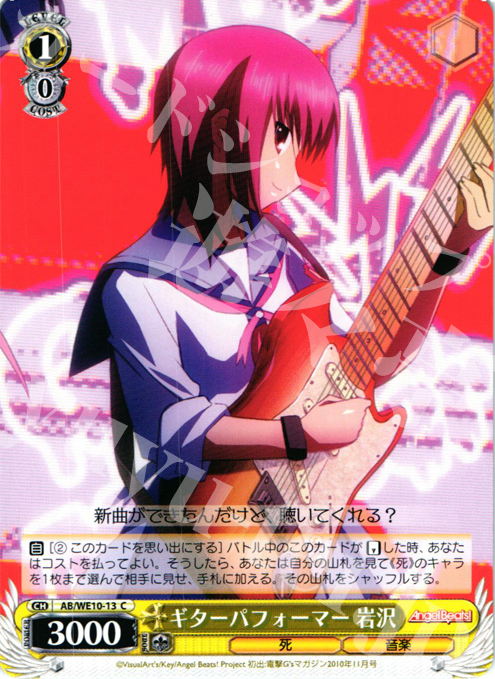 LEVEL
1
0
COST
新曲ができたんだけど、聴いてくれる？
自 [② このカードを思い出にする] バトル中のこのカードが した時、あなた
はコストを払ってよい。そうしたら、あなたは自分の山札を見て《死》のキャラ
を1枚まで選んで相手に見せ、手札に加える。その山札をシャッフルする。
CH AB/WE10-13 C
POWER
3000
ギターパフォーマー 岩沢
Angel Beats!
死 音楽
©VisualArt's/Key/Angel Beats! Project 初出:電撃G'sマガジン2010年11月号